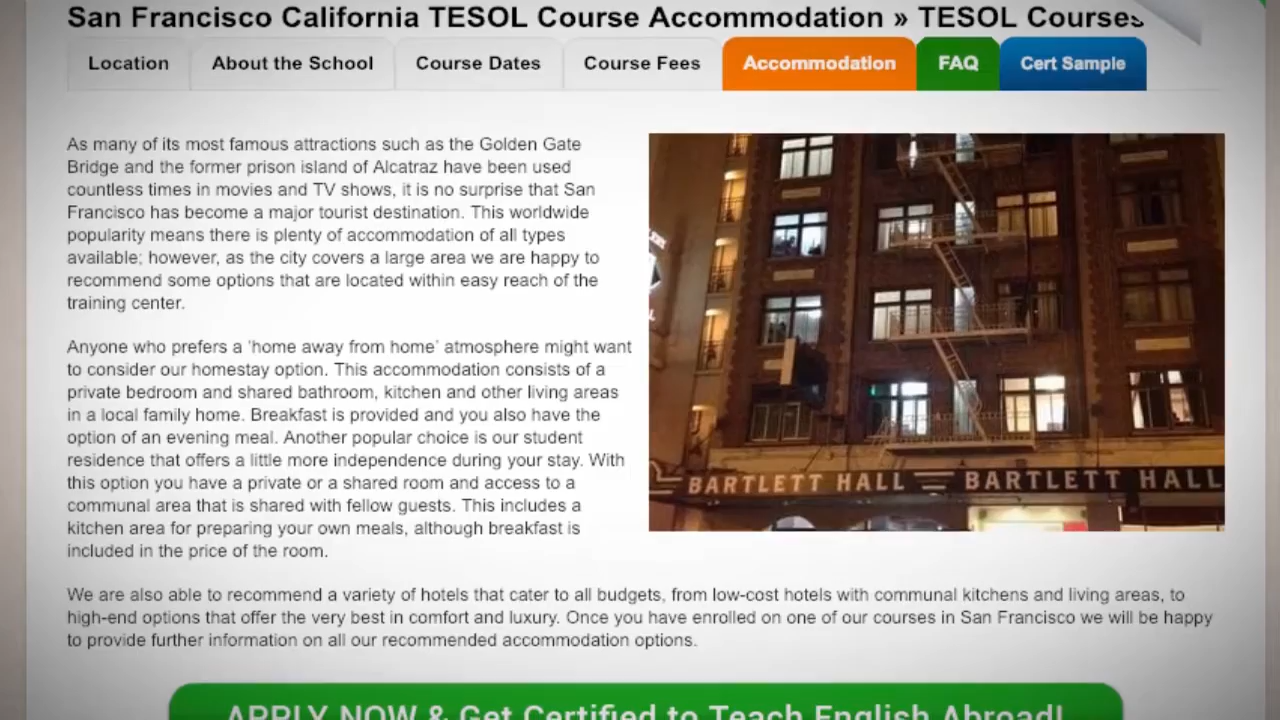 San Francisco California TESOL Course Accommodation » TESOL Courses
Location
About the School
Course Dates
Course Fees
Accommodation
FAQ
Cert Sample
As many of its most famous attractions such as the Golden Gate
Bridge and the former prison island of Alcatraz have been used
countless times in movies and TV shows, it is no surprise that San
Francisco has become a major tourist destination. This worldwide
popularity means there is plenty of accommodation of all types
available; however, as the city covers a large area we are happy to
recommend some options that are located within easy reach of the
training center.
Anyone who prefers a 'home away from home' atmosphere might want
to consider our homestay option. This accommodation consists of a
private bedroom and shared bathroom, kitchen and other living areas
in a local family home. Breakfast is provided and you also have the
option of an evening meal. Another popular choice is our student
residence that offers a little more independence during your stay. With
this option you have a private or a shared room and access to a
communal area that is shared with fellow guests. This includes a
kitchen area for preparing your own meals, although breakfast is
included in the price of the room.
BARTLETT HALL BARTLETT HALL
We are also able to recommend a variety of hotels that cater to all budgets, from low-cost hotels with communal kitchens and living areas, to
high-end options that offer the very best in comfort and luxury. Once you have enrolled on one of our courses in San Francisco we will be happy
to provide further information on all our recommended accommodation options.
APPLY NOW & Get Certified to Teach English Abroad!